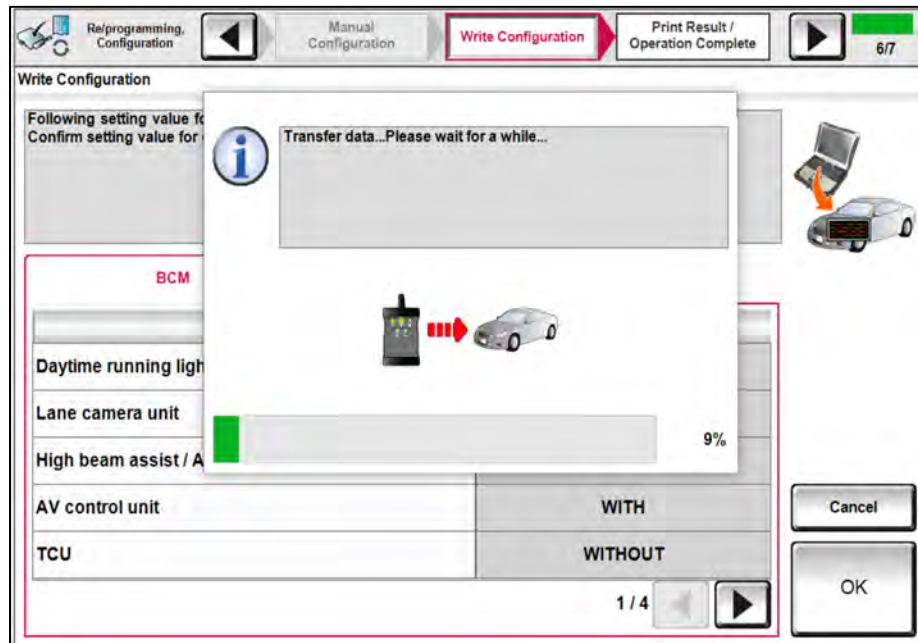 Re/programming,
Configuration
Manual
Configuration
Write Configuration
Print Result /
Operation Complete
6/7
Write Configuration
Following setting value fo
Confirm setting value for
Transfer data...Please wait for a while...
BCM
Daytime running ligh
Lane camera unit
9%
High beam assist / A
AV control unit
WITH
Cancel
TCU
WITHOUT
1 / 4
OK